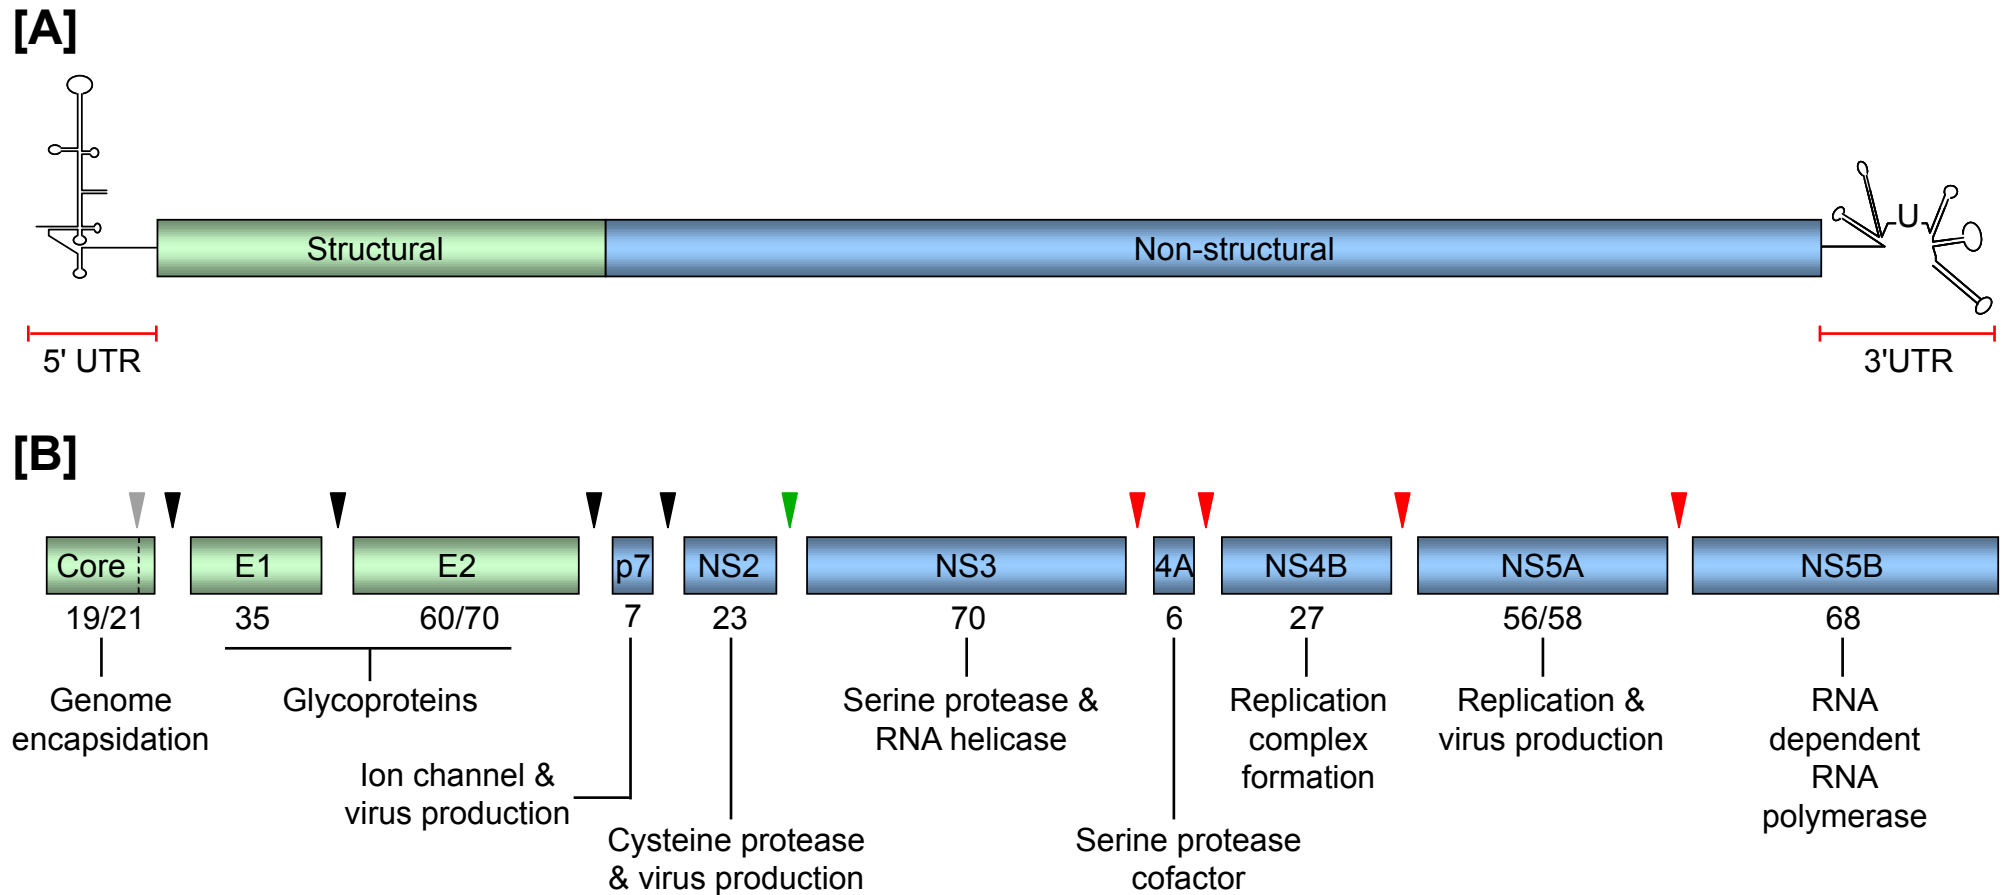 [A]
Structural
Non-structural
U
5' UTR
3'UTR
[B]
Core
E1
E2
p7
NS2
NS3
4A
NS4B
NS5A
NS5B
19/21
35
60/70
7
23
70
6
27
56/58
68
Genome
encapsidation
Glycoproteins
Ion channel &
virus production
Cysteine protease
& virus production
Serine protease &
RNA helicase
Serine protease
cofactor
Replication
complex
formation
Replication &
virus production
RNA
dependent
RNA
polymerase